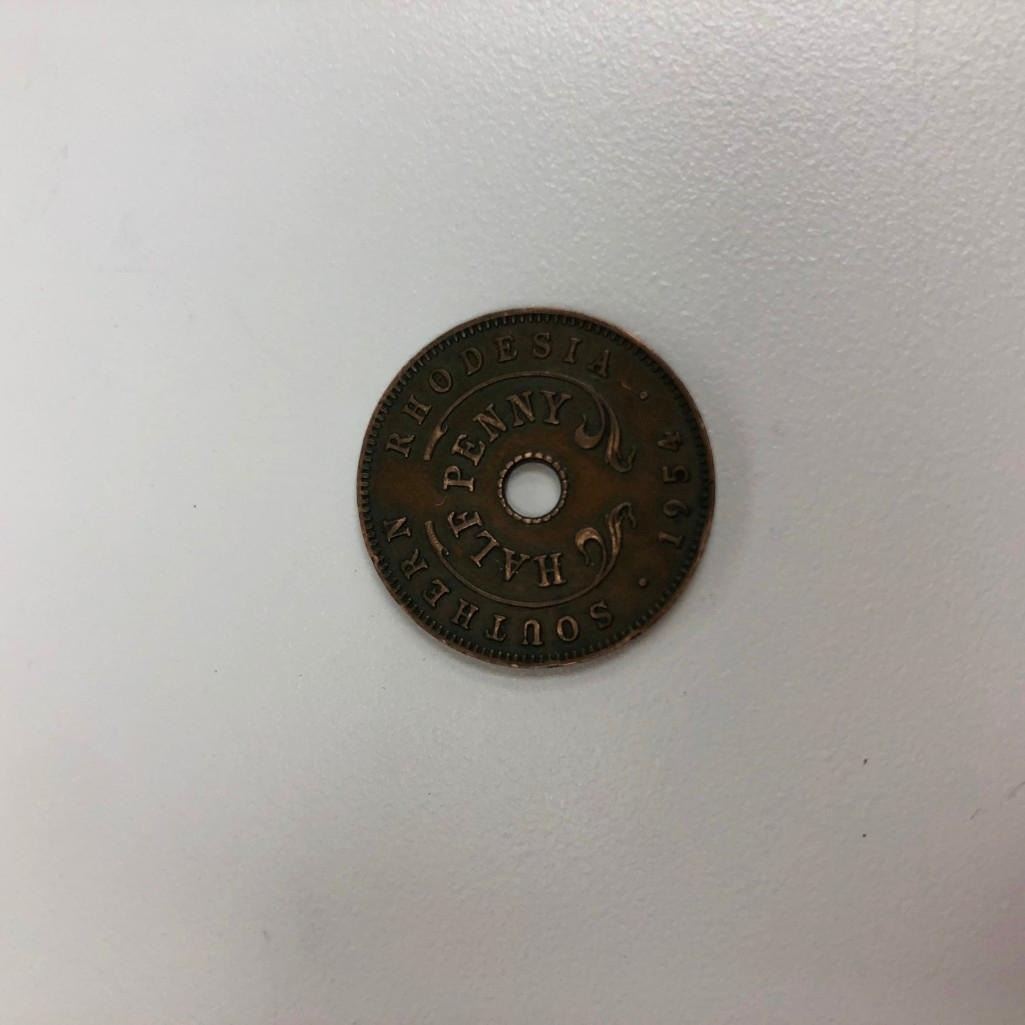 SOUTHERN RHODESIA
· 1954 ·
HALF PENNY